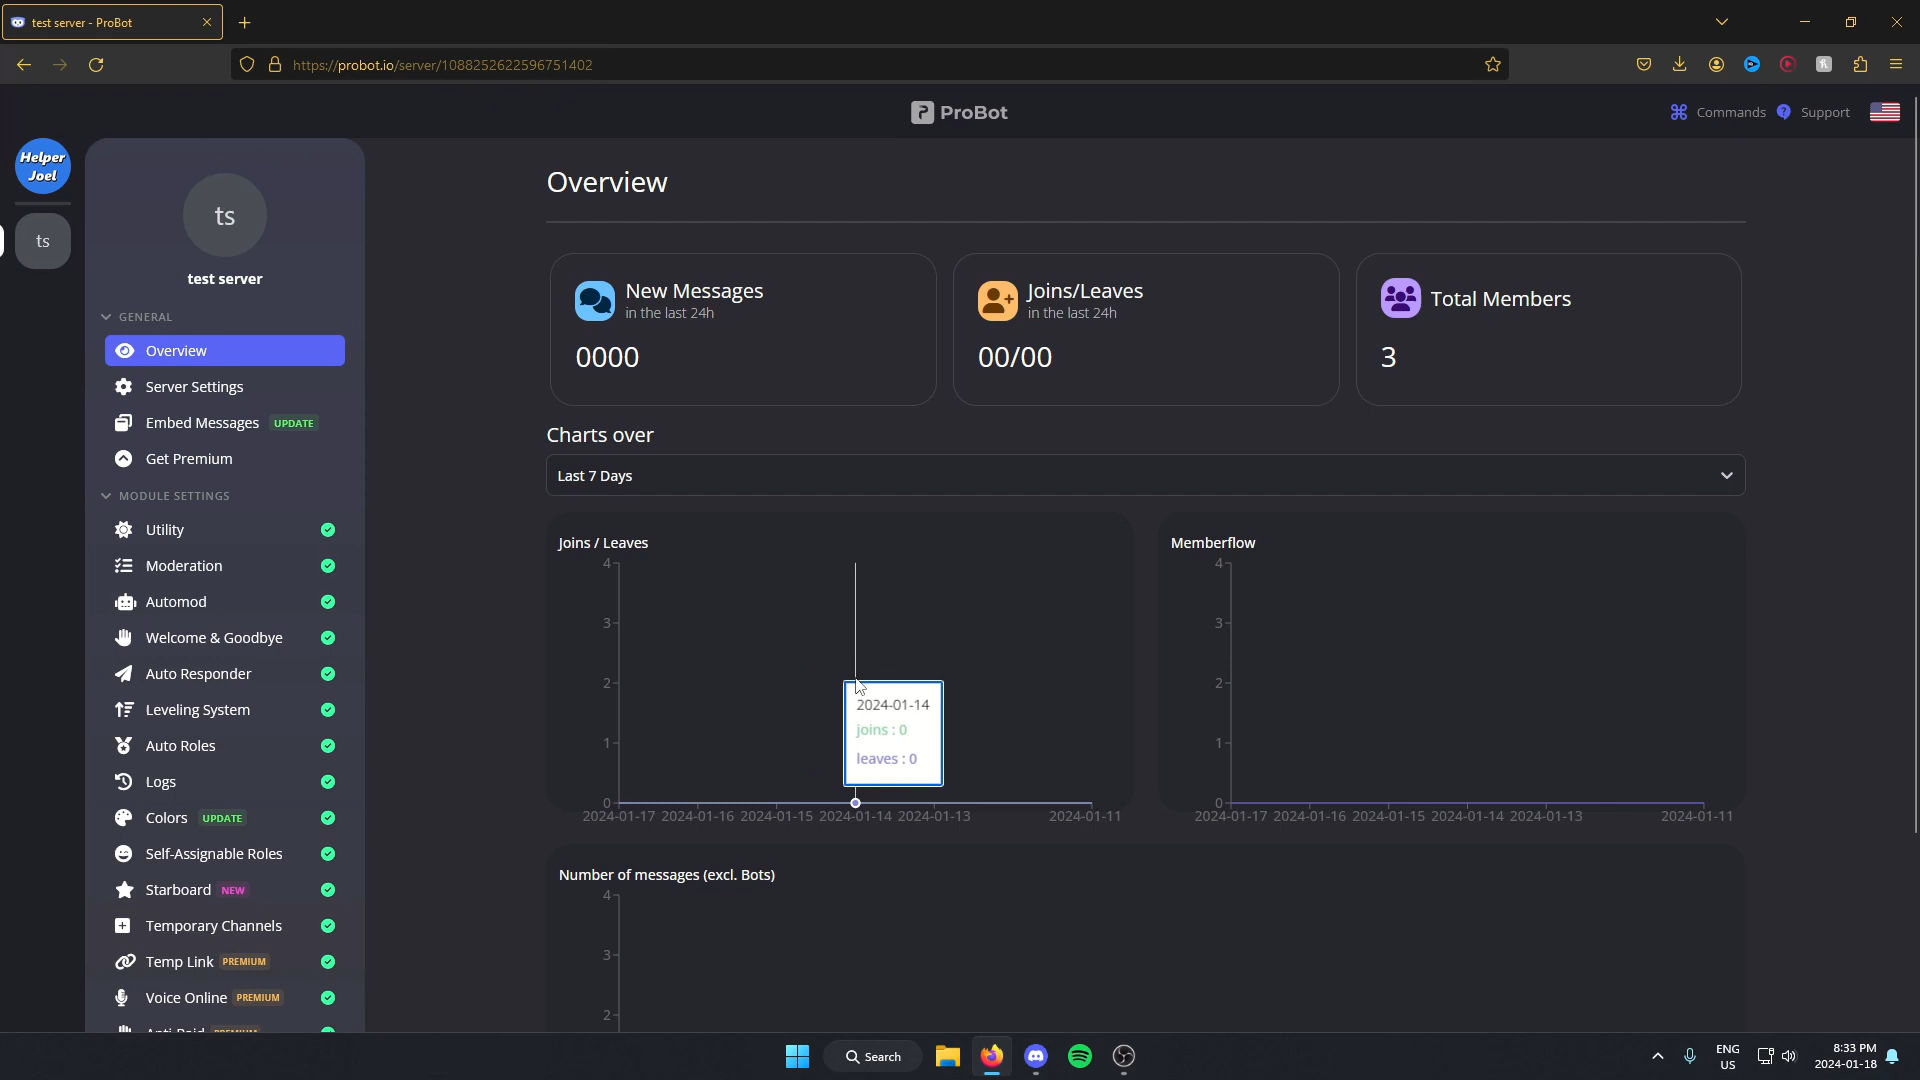 test server - ProBot
https://probot.io/server/1088252622596751402
ProBot
Commands
Support
Helper
Joel
ts
ts
test server
GENERAL
Overview
Server Settings
Embed Messages UPDATE
Get Premium
MODULE SETTINGS
Utility
Moderation
Automod
Welcome & Goodbye
Auto Responder
Leveling System
Auto Roles
Logs
Colors UPDATE
Self-Assignable Roles
Starboard NEW
Temporary Channels
Temp Link PREMIUM
Voice Online PREMIUM
Anti-Raid PREMIUM
Overview
New Messages
in the last 24h
0000
Joins/Leaves
in the last 24h
00/00
Total Members
3
Charts over
Last 7 Days
Joins / Leaves
4
3
2
1
0
2024-01-17 2024-01-16 2024-01-15 2024-01-14 2024-01-13 2024-01-11
2024-01-14
joins : 0
leaves : 0
Memberflow
4
3
2
1
0
2024-01-17 2024-01-16 2024-01-15 2024-01-14 2024-01-13 2024-01-11
Number of messages (excl. Bots)
4
3
2
Search
ENG
US
8:33 PM
2024-01-18